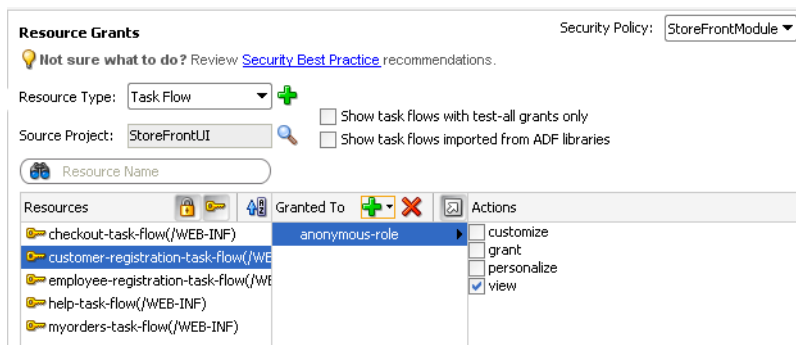 Resource Grants
Security Policy: StoreFrontModule
Not sure what to do? Review Security Best Practice recommendations.
Resource Type: Task Flow
Show task flows with test-all grants only
Source Project: StoreFrontUI
Show task flows imported from ADF libraries
Resource Name
Resources Granted To Actions
checkout-task-flow(/WEB-INF) anonymous-role customize
customer-registration-task-flow(/WE grant
employee-registration-task-flow(/WE personalize
help-task-flow(/WEB-INF) view
myorders-task-flow(/WEB-INF)